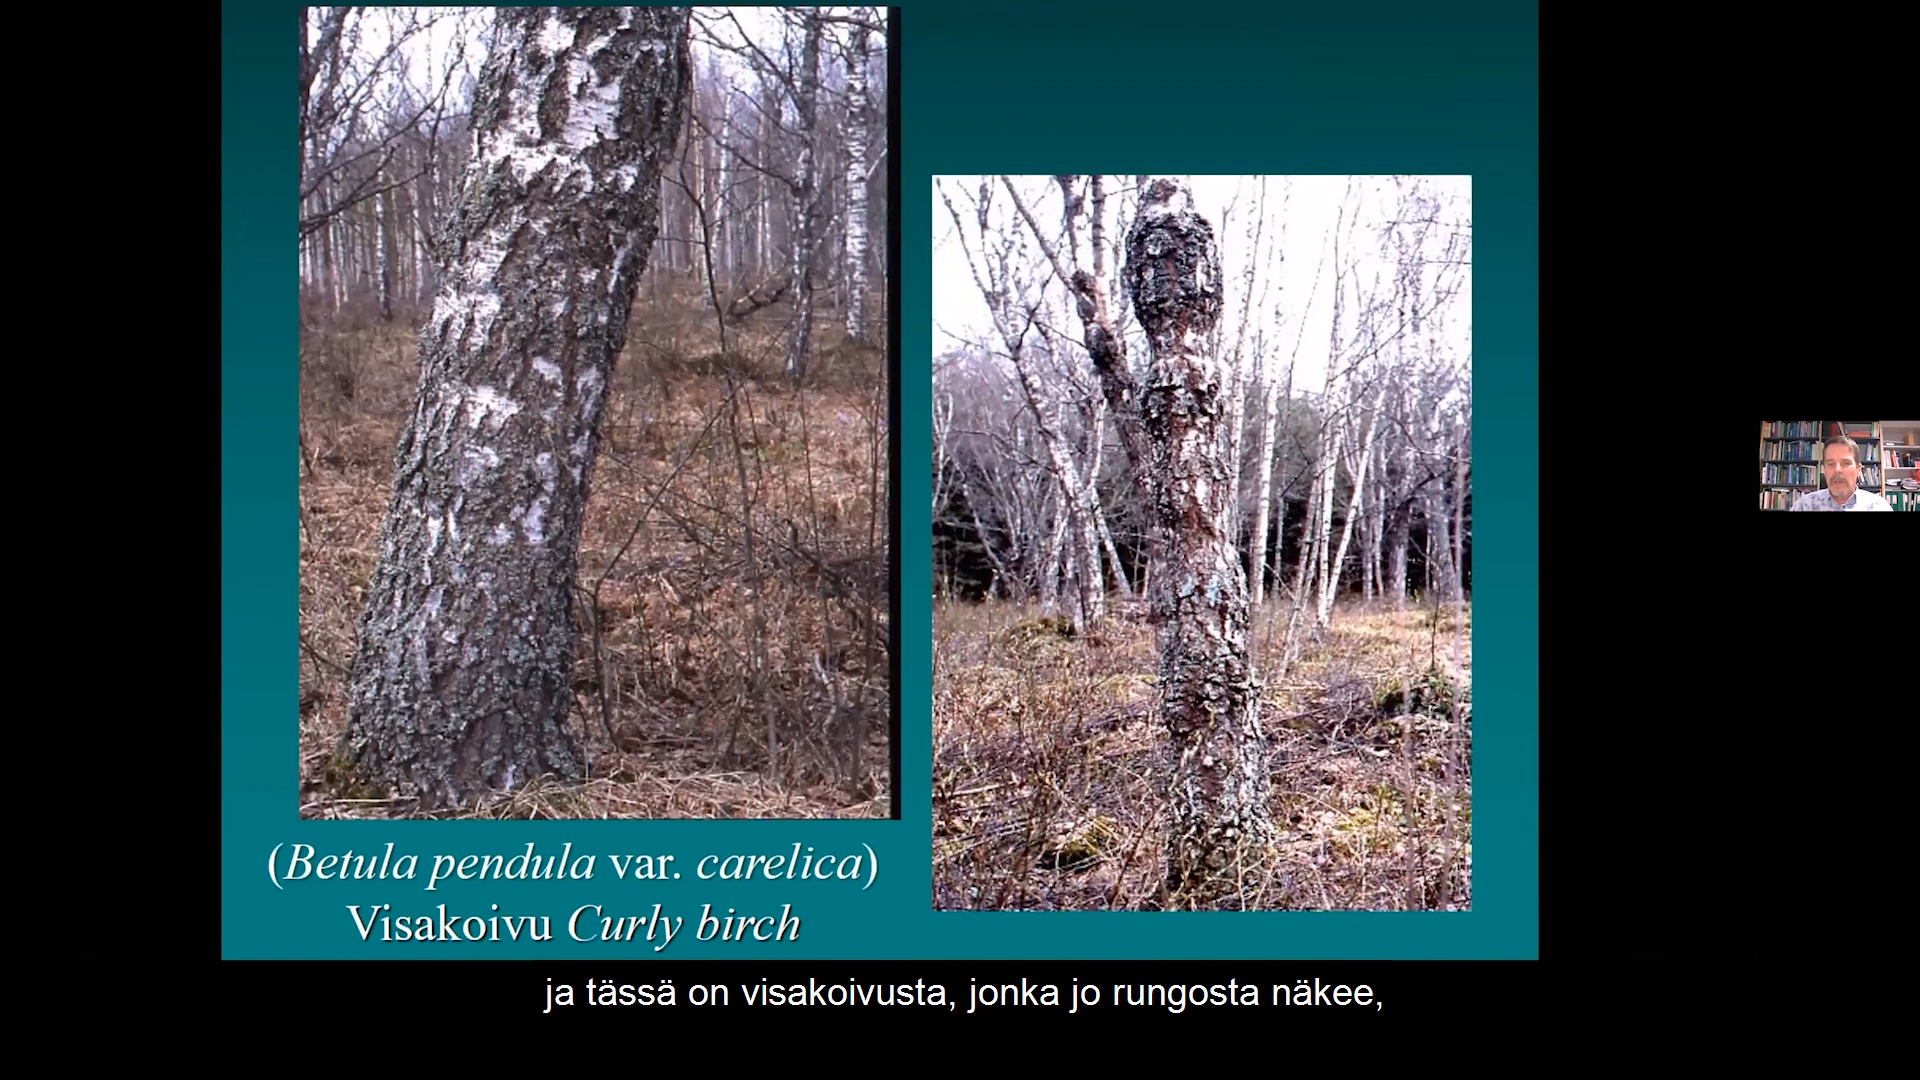 (Betula pendula var. carelica)
Visakoivu Curly birch
ja tässä on visakoivusta, jonka jo rungosta näkee,